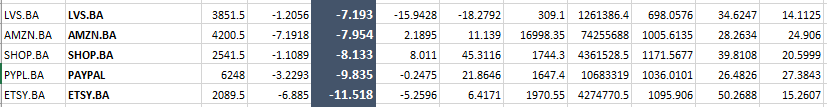 LVS.BA LVS.BA 3851.5 -1.2056 -7.193 -15.9428 -18.2792 309.1 1261386.4 698.0576 34.6247 14.1125
AMZN.BA AMZN.BA 4200.5 -7.1918 -7.954 2.1895 11.139 16998.35 74255688 1005.6135 28.2634 24.906
SHOP.BA SHOP.BA 2541.5 -1.1089 -8.133 8.011 45.3116 1744.3 4361528.5 1171.5677 39.8108 20.5999
PYPL.BA PAYPAL 6248 -3.2293 -9.835 -0.2475 21.8646 1647.4 10683319 1036.0101 26.4826 27.3843
ETSY.BA ETSY.BA 2089.5 -6.885 -11.518 -5.2596 6.4171 1970.55 4274770.5 1095.906 50.2688 15.2607